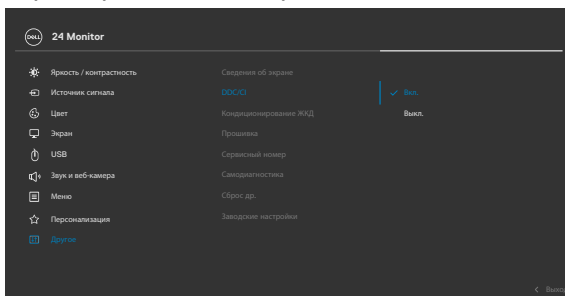 DELL 24 Monitor
Яркость / контрастность
Источник сигнала
Цвет
Экран
USB
Звук и веб-камера
Меню
Персонализация
Другое
Сведения об экране
DDC/CI
Кондиционирование ЖКД
Прошивка
Сервисный номер
Самодиагностика
Сброс др.
Заводские настройки
Вкл.
Выкл.
Выход